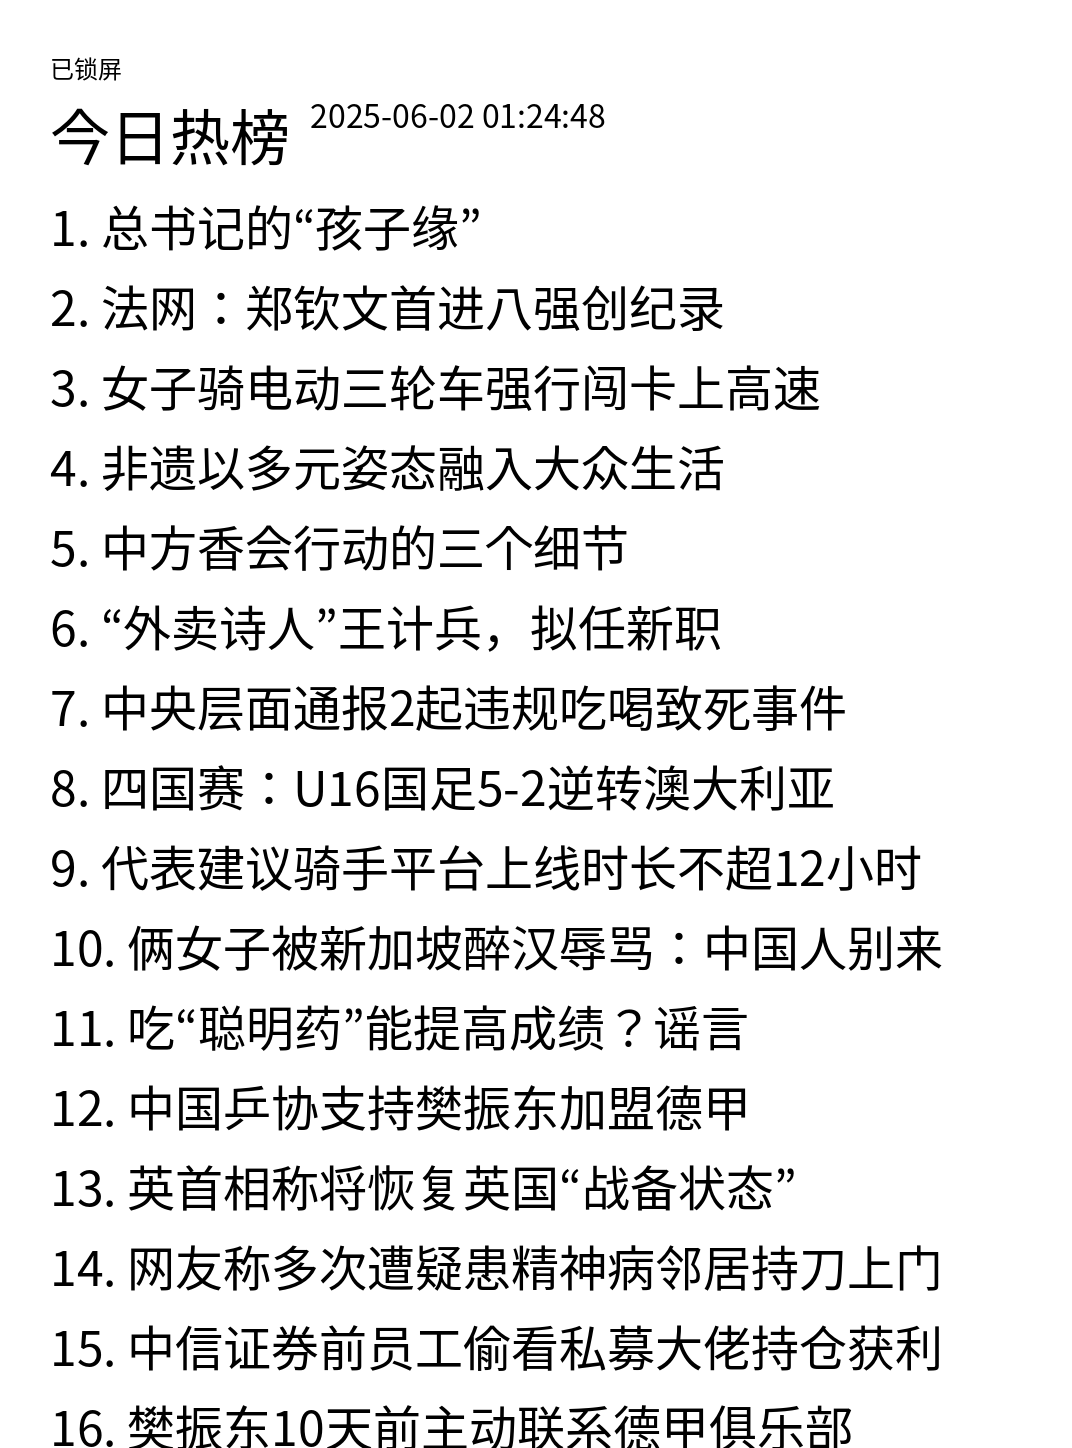 已锁屏
今日热榜 2025-06-02 01:24:48
1. 总书记的“孩子缘”
2. 法网：郑钦文首进八强创纪录
3. 女子骑电动三轮车强行闯卡上高速
4. 非遗以多元姿态融入大众生活
5. 中方香会行动的三个细节
6. “外卖诗人”王计兵，拟任新职
7. 中央层面通报2起违规吃喝致死事件
8. 四国赛：U16国足5-2逆转澳大利亚
9. 代表建议骑手平台上线时长不超12小时
10. 俩女子被新加坡醉汉辱骂：中国人别来
11. 吃“聪明药”能提高成绩？谣言
12. 中国乒协支持樊振东加盟德甲
13. 英首相称将恢复英国“战备状态”
14. 网友称多次遭疑患精神病邻居持刀上门
15. 中信证券前员工偷看私募大佬持仓获利
16. 樊振东10天前主动联系德甲俱乐部